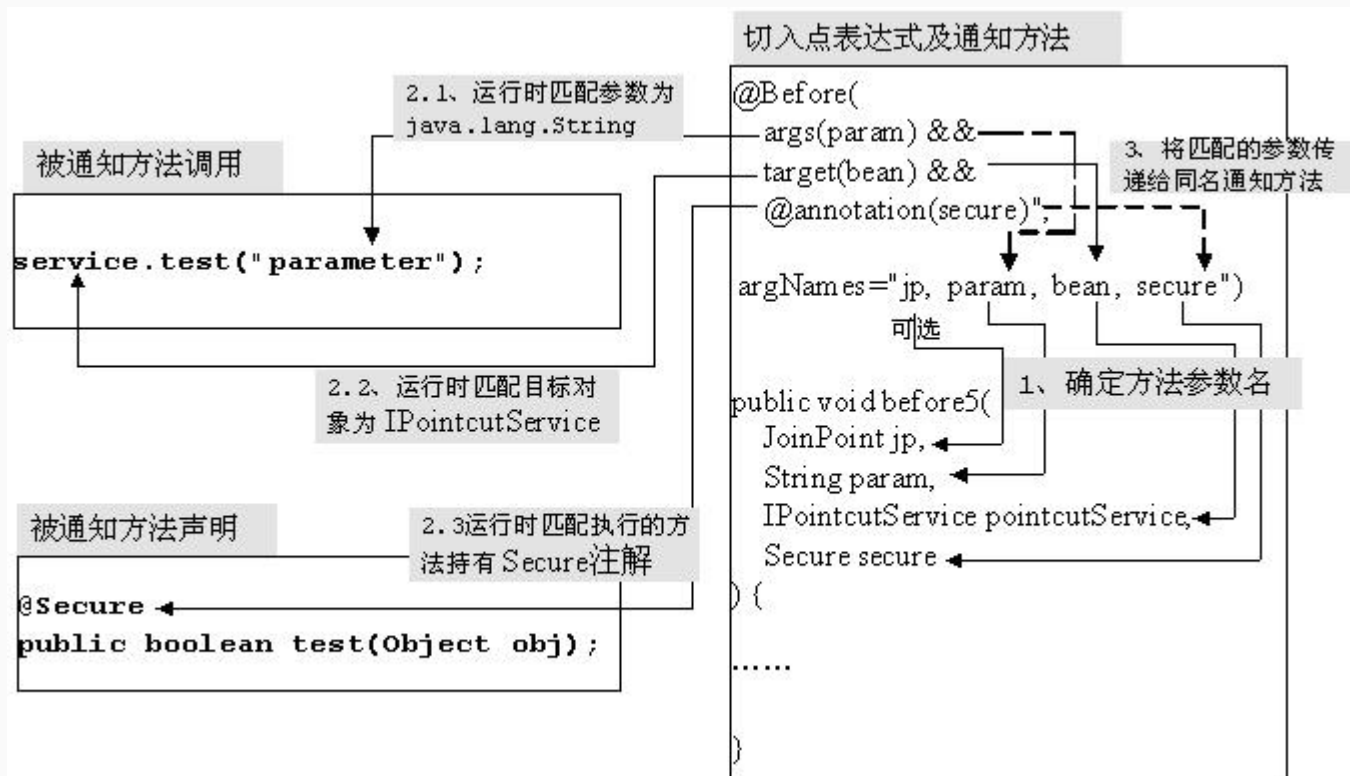 切入点表达式及通知方法
2.1、运行时匹配参数为
java.lang.String
被通知方法调用
service.test("parameter");
2.2、运行时匹配目标对
象为 IPointcutService
被通知方法声明
2.3运行时匹配执行的方
法持有 Secure注解
@Secure
public boolean test(Object obj);
@Before(
args(param) &&
target(bean) &&
@annotation(secure)",
3、将匹配的参数传
递给同名通知方法
argNames="jp, param, bean, secure")
可选
1、确定方法参数名
public void before5(
JoinPoint jp,
String param,
IPointcutService pointcutService,
Secure secure
) {
……
}